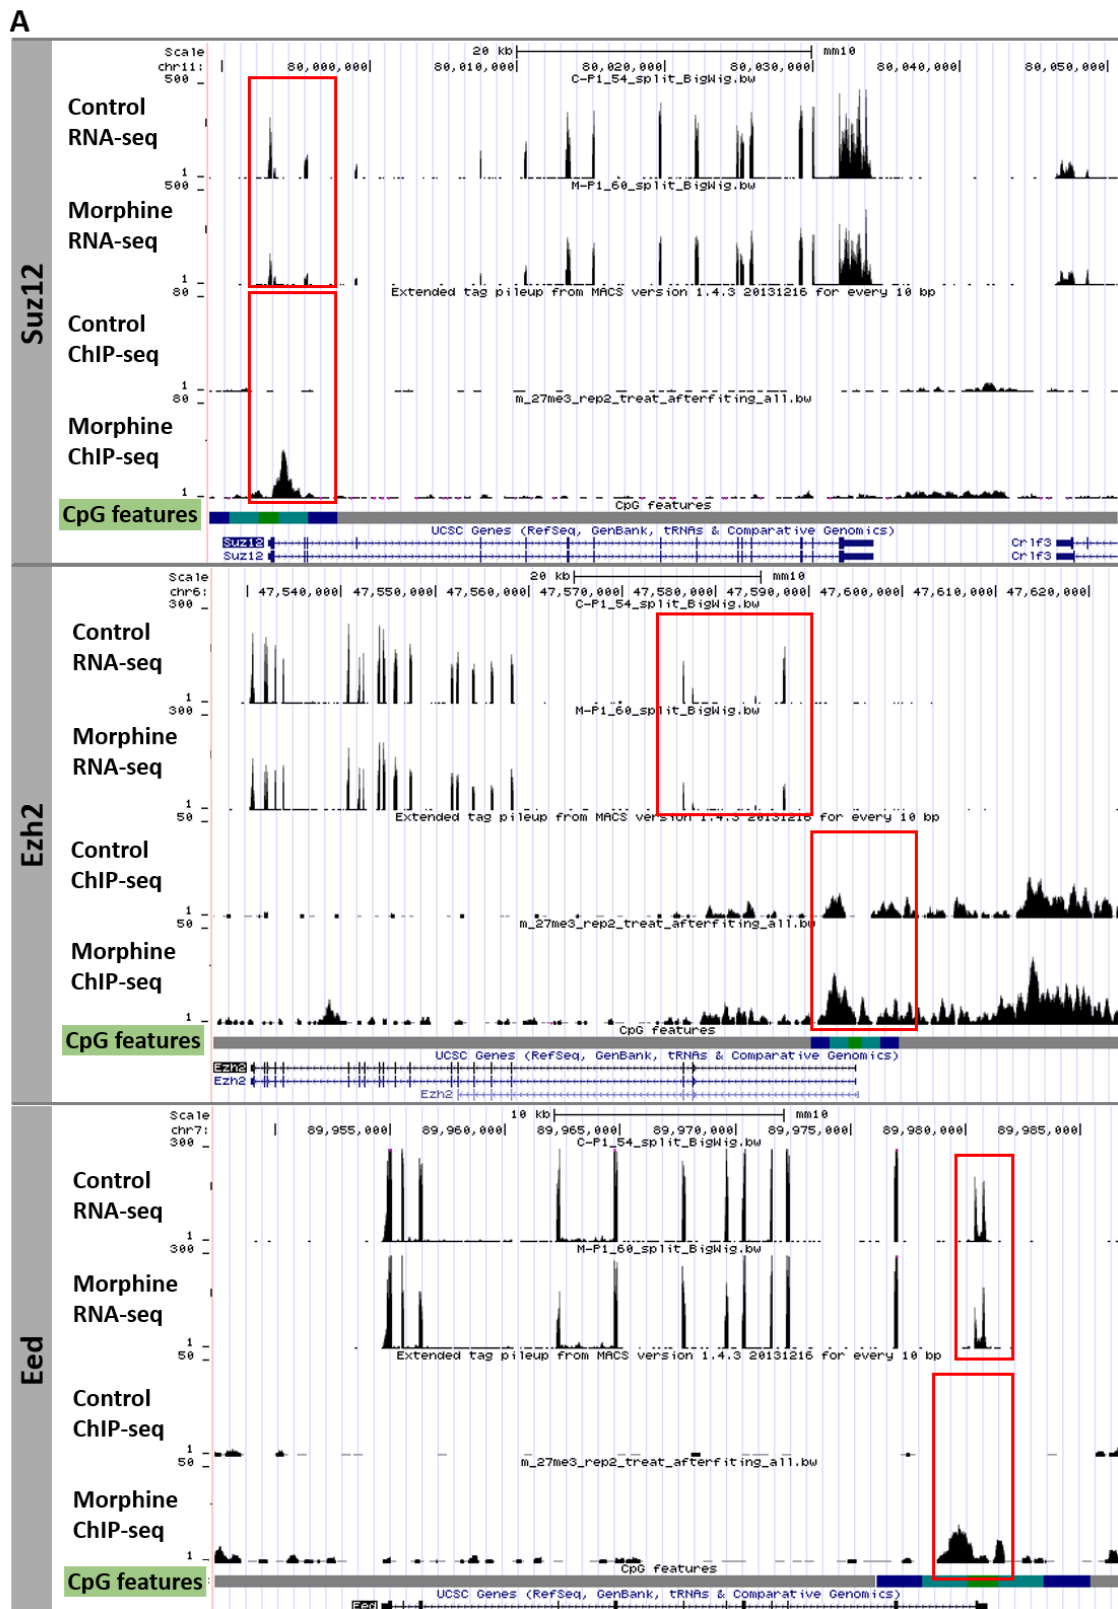 A
Suz12
Scale 20 kb mm10
chr11: 80,000,000 80,010,000 80,020,000 80,030,000 80,040,000 80,050,000
C-P1_54_split_BigWig.bw
500
Control
RNA-seq
1
M-P1_60_split_BigWig.bw
500
Morphine
RNA-seq
1
Extended tag pileup from MACS version 1.4.3 20131216 for every 10 bp
80
Control
ChIP-seq
1
m_27me3_rep2_treat_afterfiting_all.bw
80
Morphine
ChIP-seq
1
CpG features
CpG features
UCSC Genes (RefSeq, GenBank, tRNAs & Comparative Genomics)
Suz12 Crlf3
Suz12 Crlf3
Ezh2
Scale 20 kb mm10
chr6: 47,540,000 47,550,000 47,560,000 47,570,000 47,580,000 47,590,000 47,600,000 47,610,000 47,620,000
C-P1_54_split_BigWig.bw
300
Control
RNA-seq
1
M-P1_60_split_BigWig.bw
300
Morphine
RNA-seq
1
Extended tag pileup from MACS version 1.4.3 20131216 for every 10 bp
50
Control
ChIP-seq
1
m_27me3_rep2_treat_afterfiting_all.bw
50
Morphine
ChIP-seq
1
CpG features
CpG features
UCSC Genes (RefSeq, GenBank, tRNAs & Comparative Genomics)
Ezh2
Ezh2
Ezh2
Eed
Scale 10 kb mm10
chr7: 89,955,000 89,960,000 89,965,000 89,970,000 89,975,000 89,980,000 89,985,000
C-P1_54_split_BigWig.bw
300
Control
RNA-seq
1
M-P1_60_split_BigWig.bw
300
Morphine
RNA-seq
1
Extended tag pileup from MACS version 1.4.3 20131216 for every 10 bp
50
Control
ChIP-seq
1
m_27me3_rep2_treat_afterfiting_all.bw
50
Morphine
ChIP-seq
1
CpG features
CpG features
UCSC Genes (RefSeq, GenBank, tRNAs & Comparative Genomics)
Eed